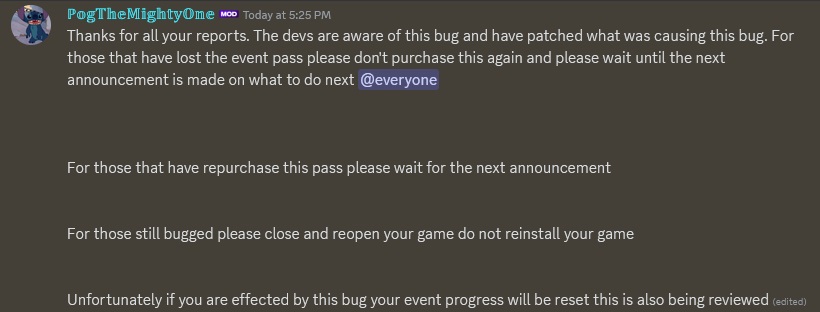 PogTheMightyOne MOD Today at 5:25 PM
Thanks for all your reports. The devs are aware of this bug and have patched what was causing this bug. For
those that have lost the event pass please don't purchase this again and please wait until the next
announcement is made on what to do next @everyone
For those that have repurchase this pass please wait for the next announcement
For those still bugged please close and reopen your game do not reinstall your game
Unfortunately if you are effected by this bug your event progress will be reset this is also being reviewed (edited)